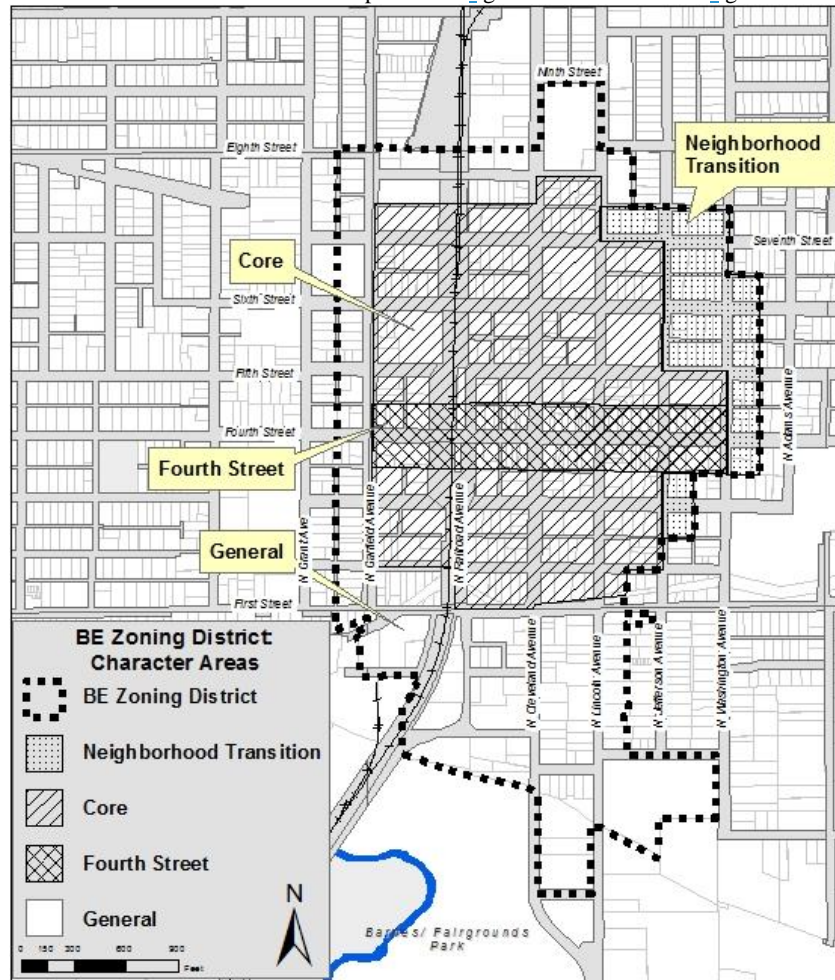 Ninth Street
Eighth Street
Neighborhood
Transition
Seventh Street
Core
Sixth Street
Fifth Street
Fourth Street
N Adams Avenue
Fourth Street
General
N Grant Ave
N Garfield Avenue
N Railroad Avenue
First Street
N Cleveland Avenue
N Lincoln Avenue
N Jefferson Avenue
N Washington Avenue
BE Zoning District:
Character Areas
BE Zoning District
Neighborhood Transition
Core
Fourth Street
General
N
0 150 300 600 900
Feet
Barnes/ Fairgrounds
Park